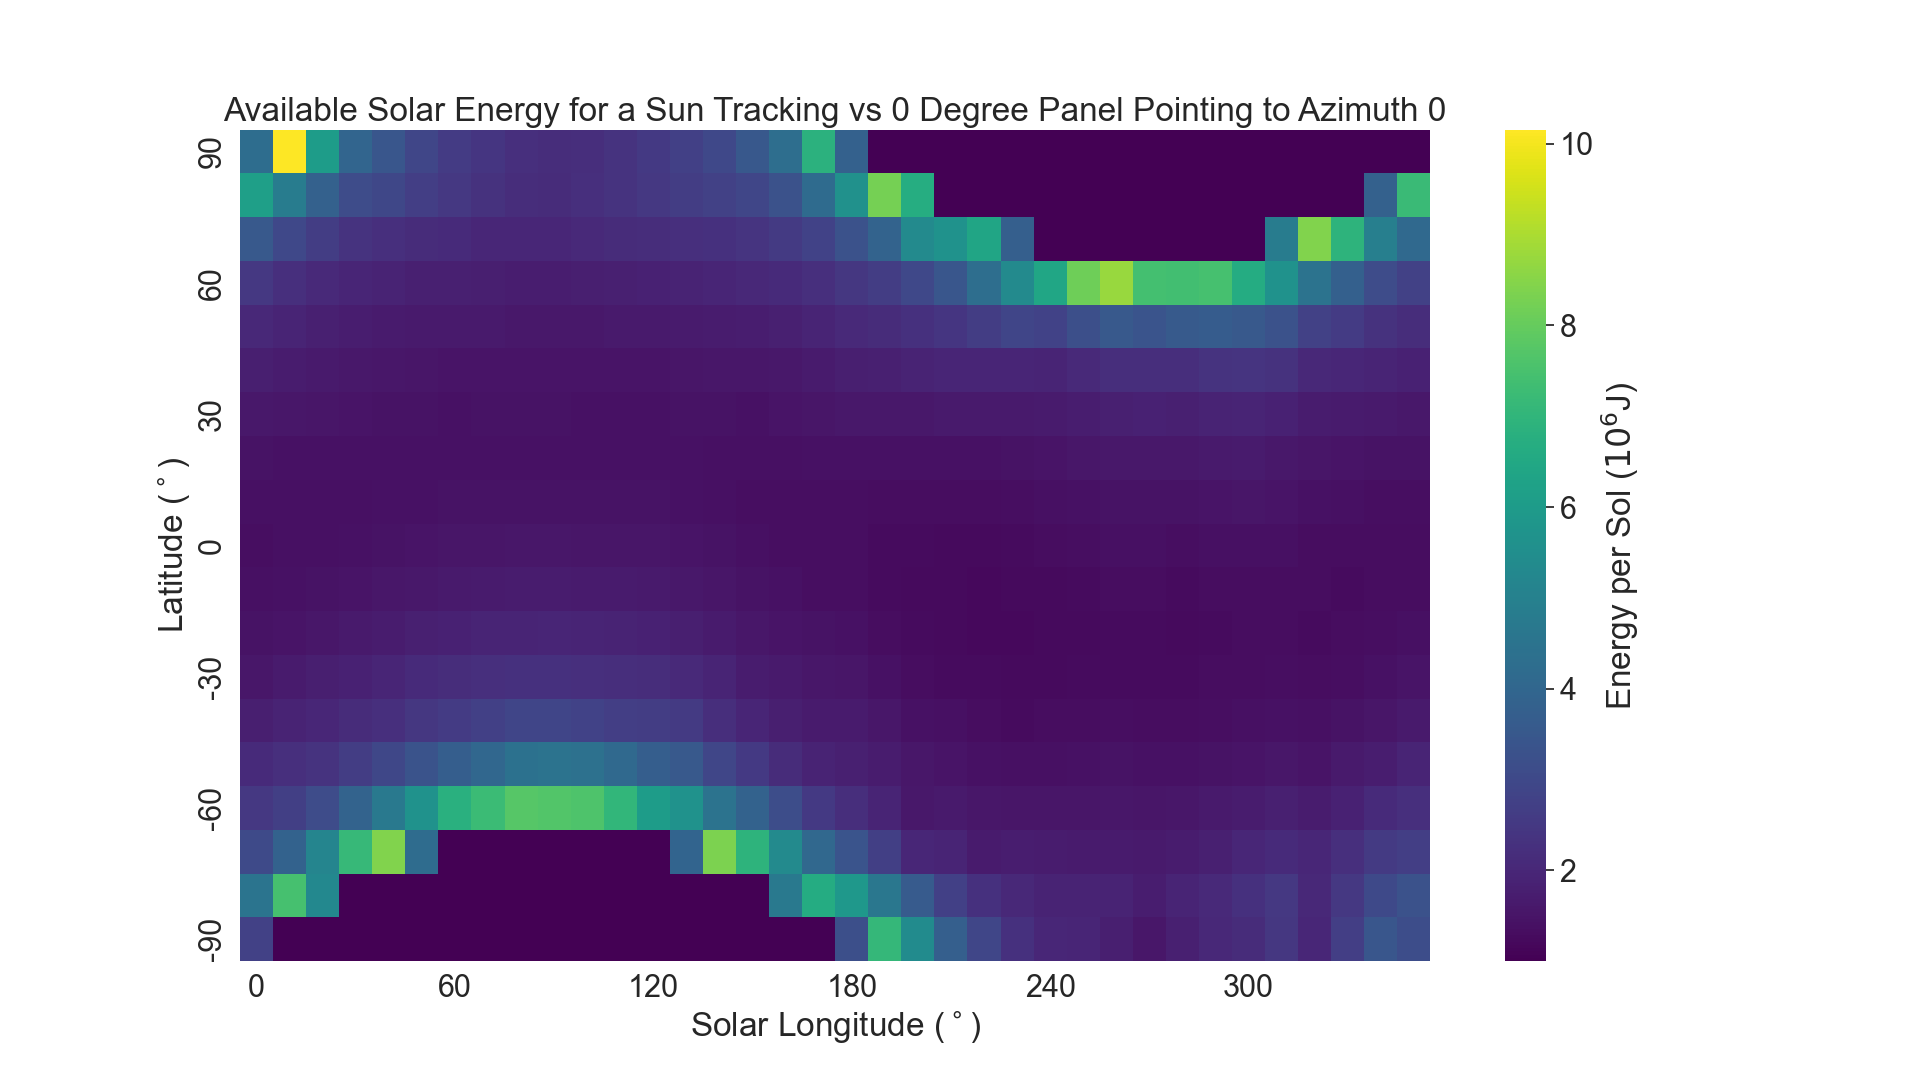 Available Solar Energy for a Sun Tracking vs 0 Degree Panel Pointing to Azimuth 0
90
60
30
0
-30
-60
-90
Latitude (°)
0 60 120 180 240 300
Solar Longitude (°)
10
8
6
4
2
Energy per Sol (10⁶J)